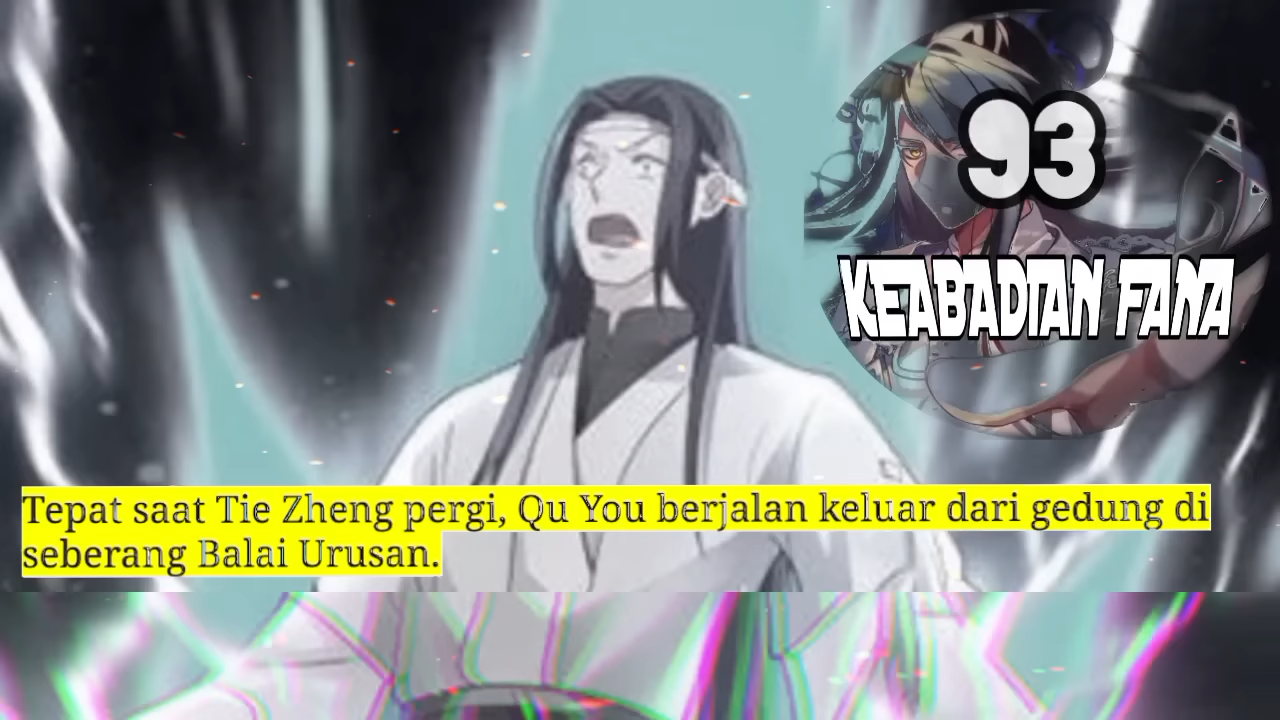 93
KEABADIAN FANA
Tepat saat Tie Zheng pergi, Qu You berjalan keluar dari gedung di
seberang Balai Urusan.